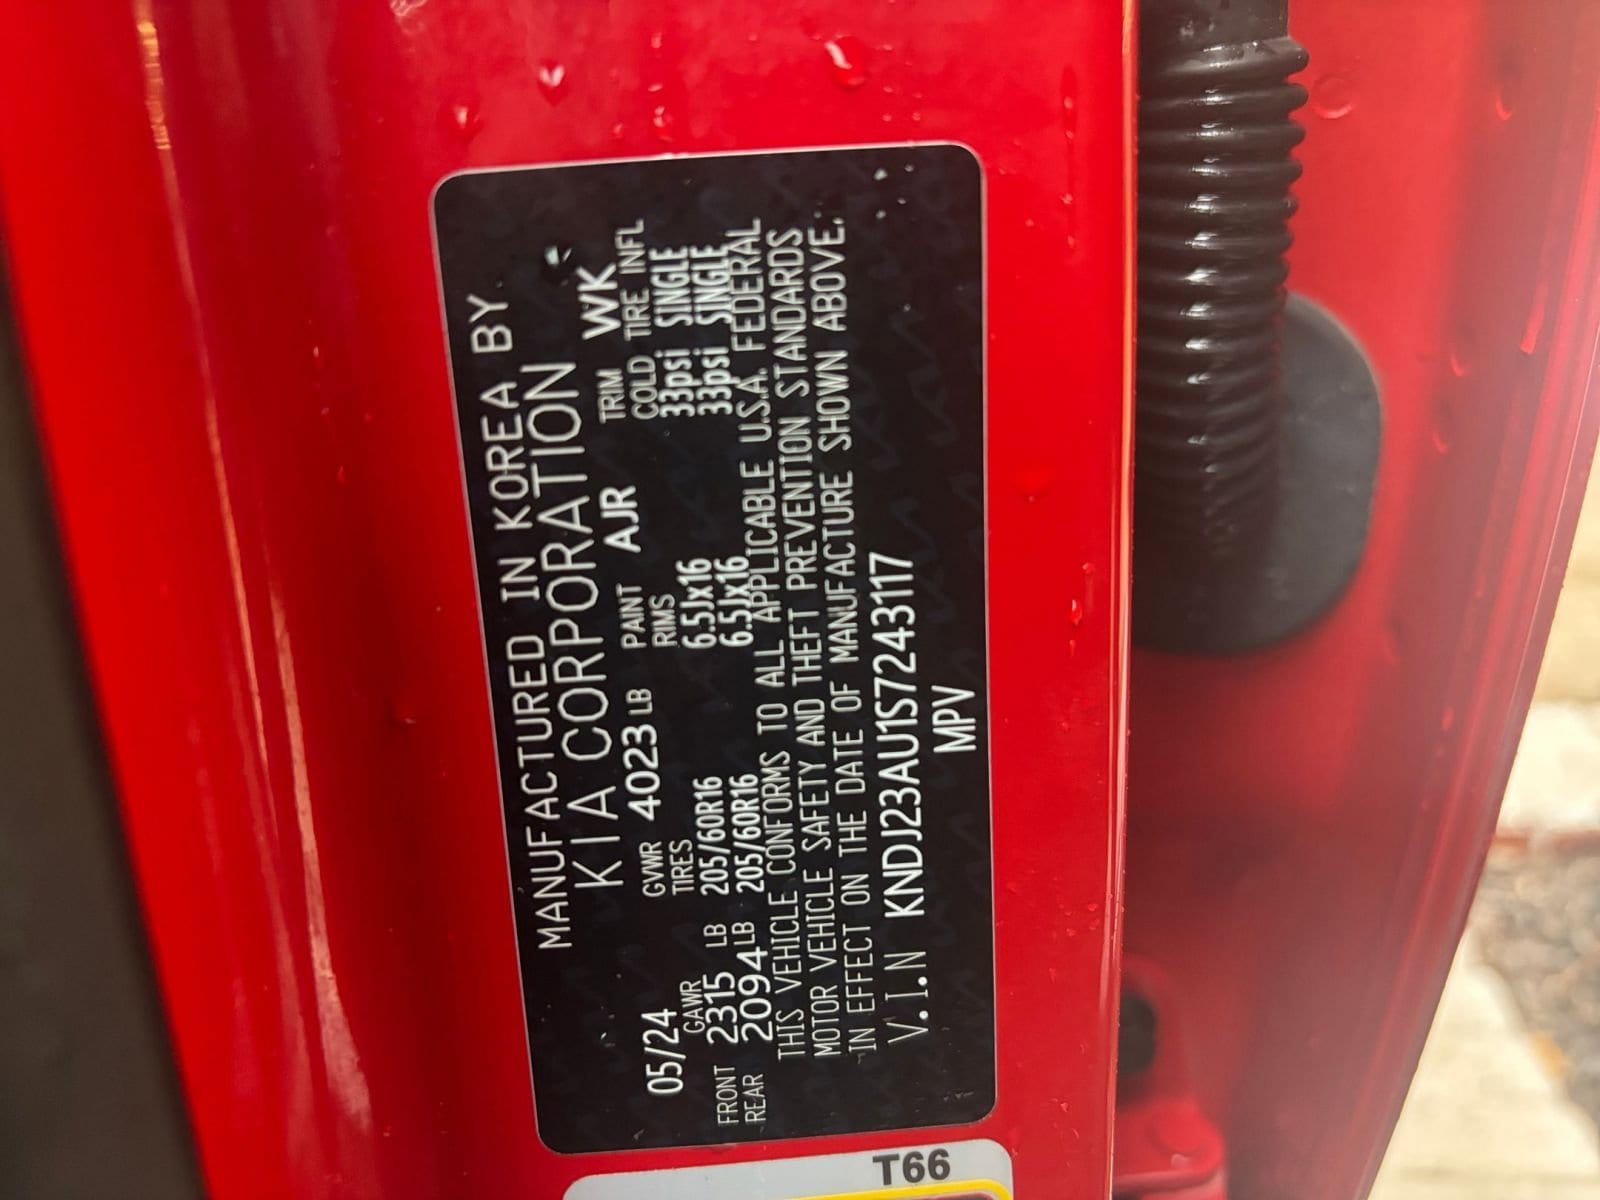 MANUFACTURED IN KOREA BY
KIA CORPORATION
05/24 GVWR 4023 LB PAINT AJR TRIM WK
GAWR TIRES RIMS COLD TIRE INFL
FRONT 2315 LB 205/60R16 6.5Jx16 33psi SINGLE
REAR 2094 LB 205/60R16 6.5Jx16 33psi SINGLE
THIS VEHICLE CONFORMS TO ALL APPLICABLE U.S.A. FEDERAL
MOTOR VEHICLE SAFETY AND THEFT PREVENTION STANDARDS
IN EFFECT ON THE DATE OF MANUFACTURE SHOWN ABOVE.
V.I.N KNDJ23AU1S7243117
MPV
T66